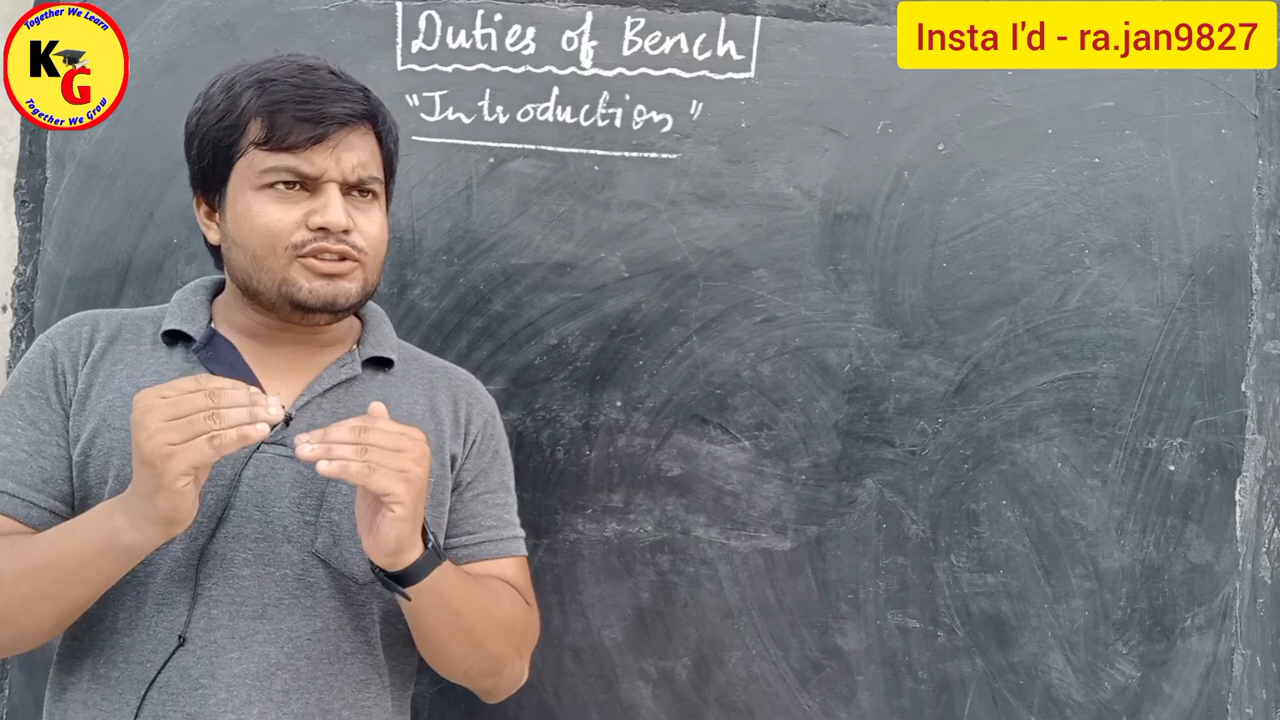 Together We Learn
KG
Together We Grow
Duties of Bench
"Introduction"
Insta I'd - ra.jan9827